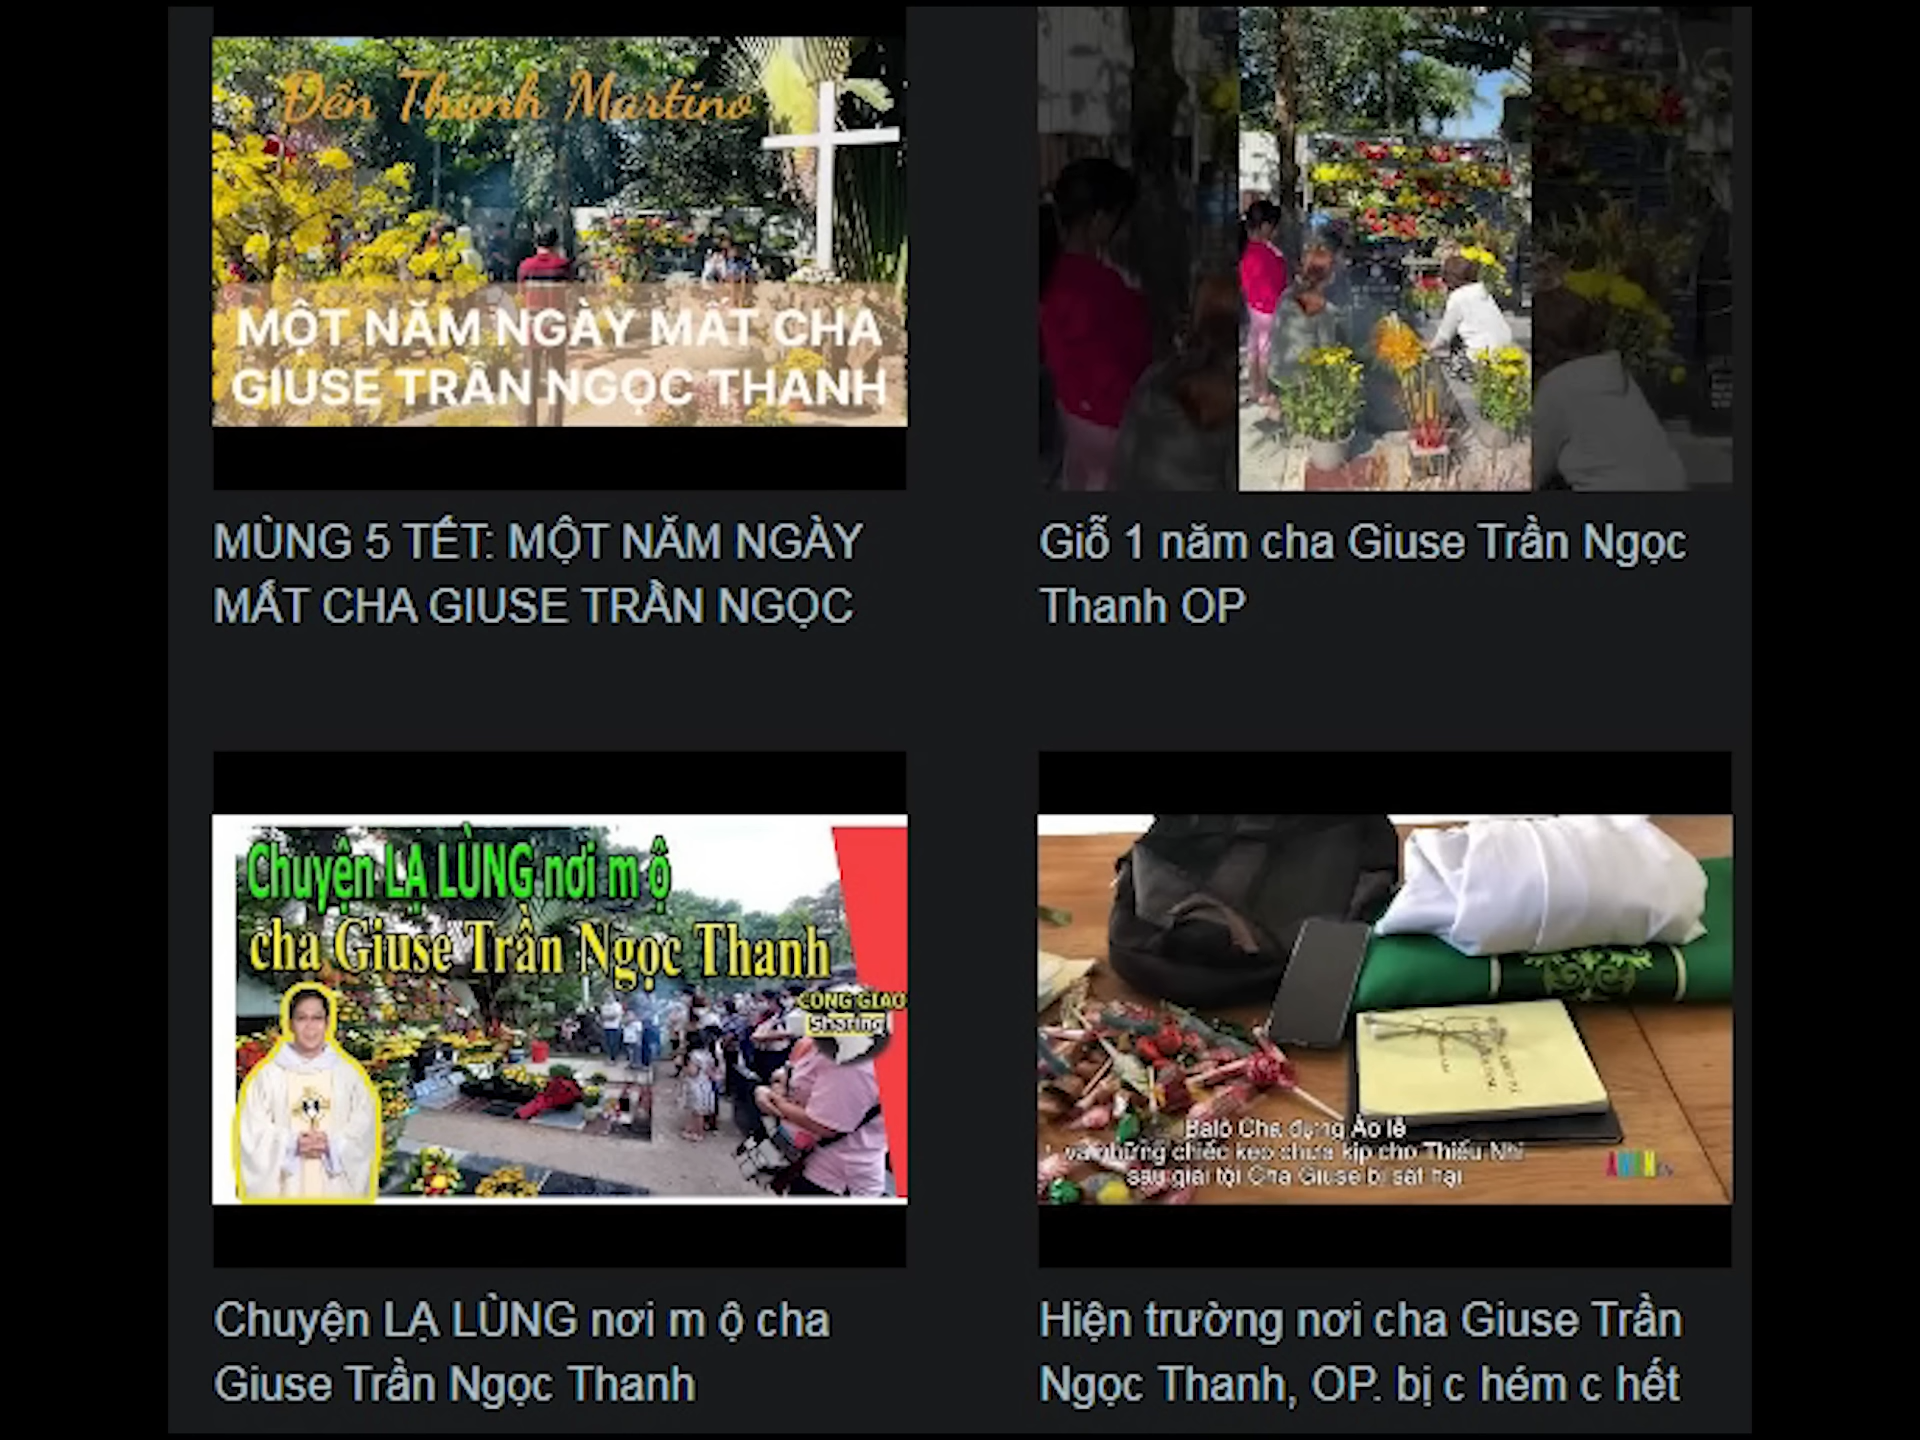 Đền Thánh Martino
MỘT NĂM NGÀY MẤT CHA
GIUSE TRẦN NGỌC THANH
MÙNG 5 TẾT: MỘT NĂM NGÀY
MẤT CHA GIUSE TRẦN NGỌC
Giỗ 1 năm cha Giuse Trần Ngọc
Thanh OP
Chuyện LẠ LÙNG nơi m ộ
cha Giuse Trần Ngọc Thanh
CÔNG GIÁO
Sharing
Chuyện LẠ LÙNG nơi m ộ cha
Giuse Trần Ngọc Thanh
Balô Cha đựng Áo lễ
và những chiếc kẹo chưa kịp cho Thiếu Nhi
sau giải tội Cha Giuse bị sát hại
Hiện trường nơi cha Giuse Trần
Ngọc Thanh, OP. bị c hém c hết